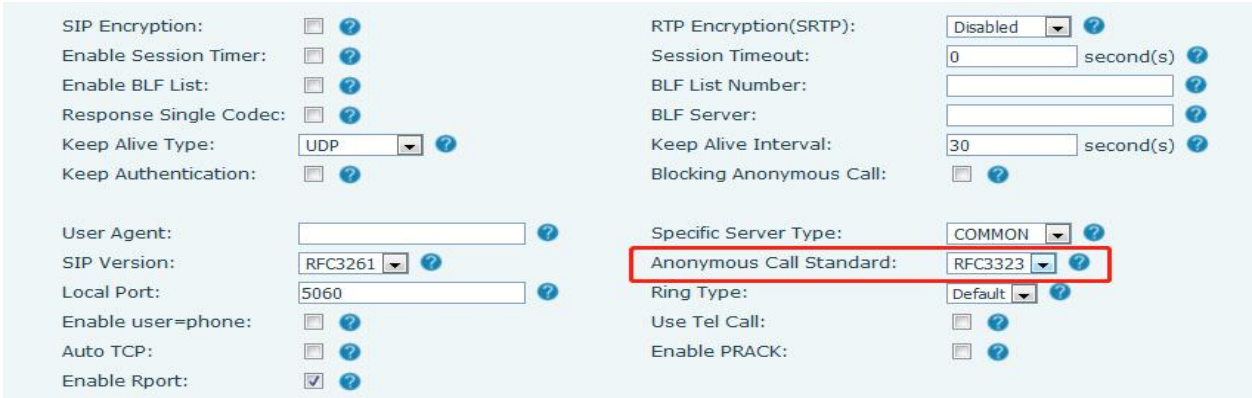 SIP Encryption: ? RTP Encryption(SRTP): Disabled ?
Enable Session Timer: ? Session Timeout: 0 second(s) ?
Enable BLF List: ? BLF List Number: ?
Response Single Codec: ? BLF Server: ?
Keep Alive Type: UDP ? Keep Alive Interval: 30 second(s) ?
Keep Authentication: ? Blocking Anonymous Call: ?
User Agent: ? Specific Server Type: COMMON ?
SIP Version: RFC3261 ? Anonymous Call Standard: RFC3323 ?
Local Port: 5060 ? Ring Type: Default ?
Enable user=phone: ? Use Tel Call: ?
Auto TCP: ? Enable PRACK: ?
Enable Rport: ?